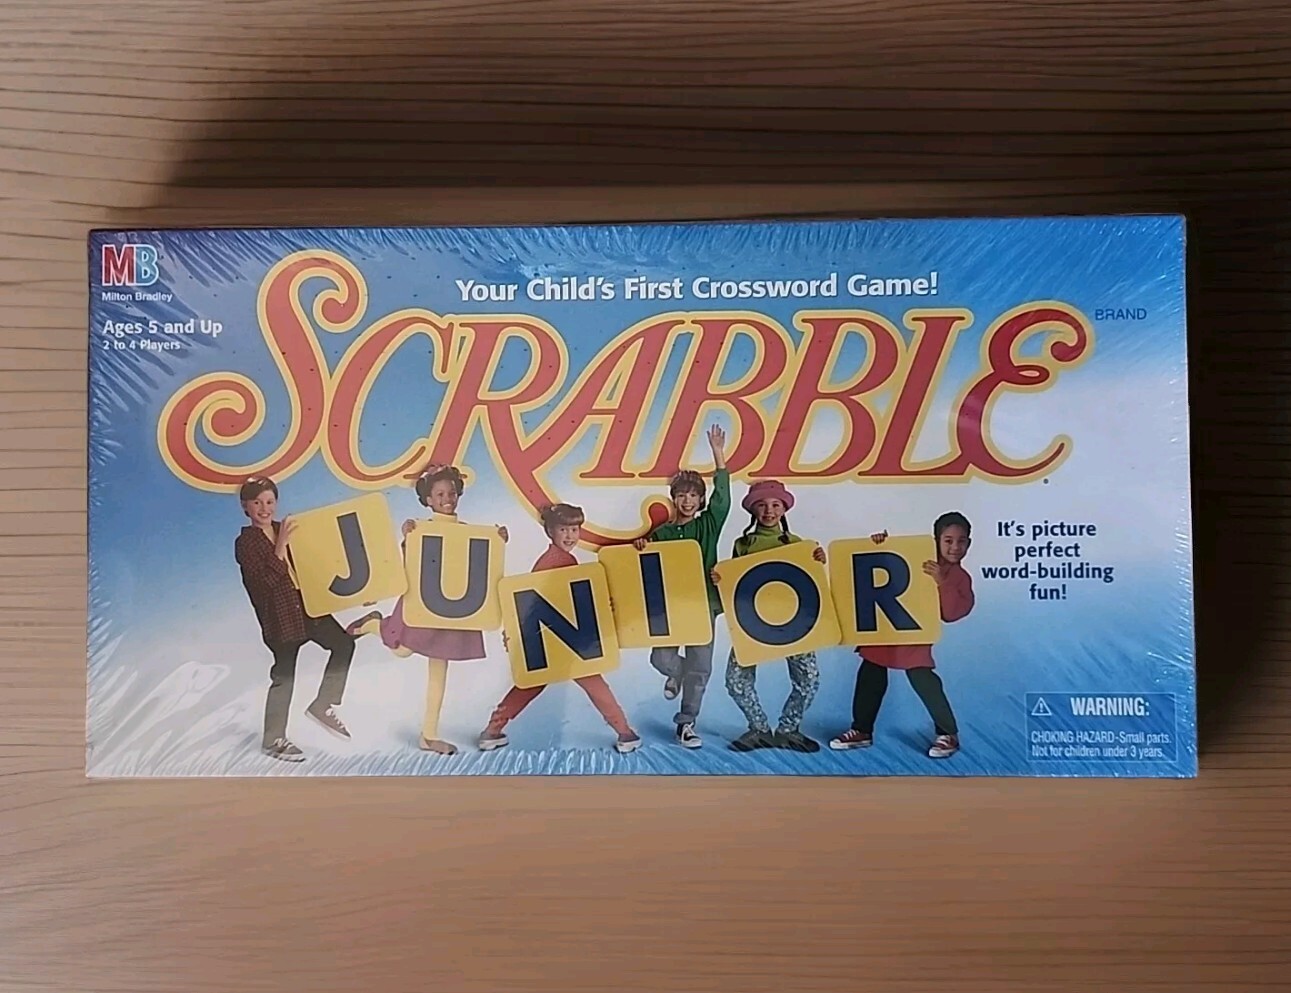 MB
Milton Bradley
Ages 5 and Up
2 to 4 Players
Your Child's First Crossword Game!
SCRABBLE
BRAND
JUNIOR
It's picture
perfect
word-building
fun!
WARNING:
CHOKING HAZARD-Small parts.
Not for children under 3 years.